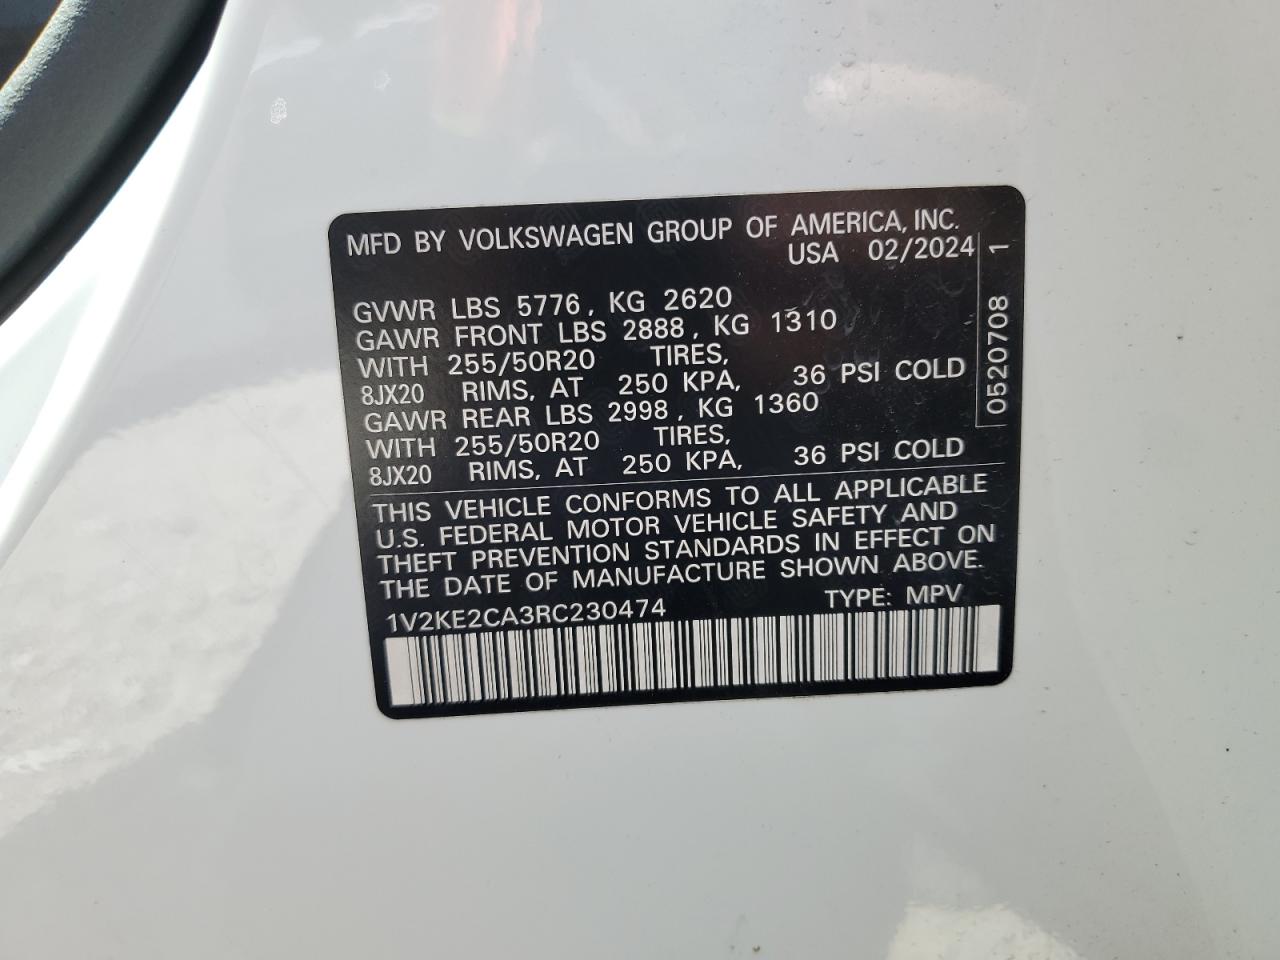 MFD BY VOLKSWAGEN GROUP OF AMERICA, INC.
USA 02/2024
GVWR LBS 5776, KG 2620
GAWR FRONT LBS 2888, KG 1310
WITH 255/50R20 TIRES,
8JX20 RIMS, AT 250 KPA, 36 PSI COLD
GAWR REAR LBS 2998, KG 1360
WITH 255/50R20 TIRES,
8JX20 RIMS, AT 250 KPA, 36 PSI COLD
THIS VEHICLE CONFORMS TO ALL APPLICABLE
U.S. FEDERAL MOTOR VEHICLE SAFETY AND
THEFT PREVENTION STANDARDS IN EFFECT ON
THE DATE OF MANUFACTURE SHOWN ABOVE.
1V2KE2CA3RC230474 TYPE: MPV
0520708 1